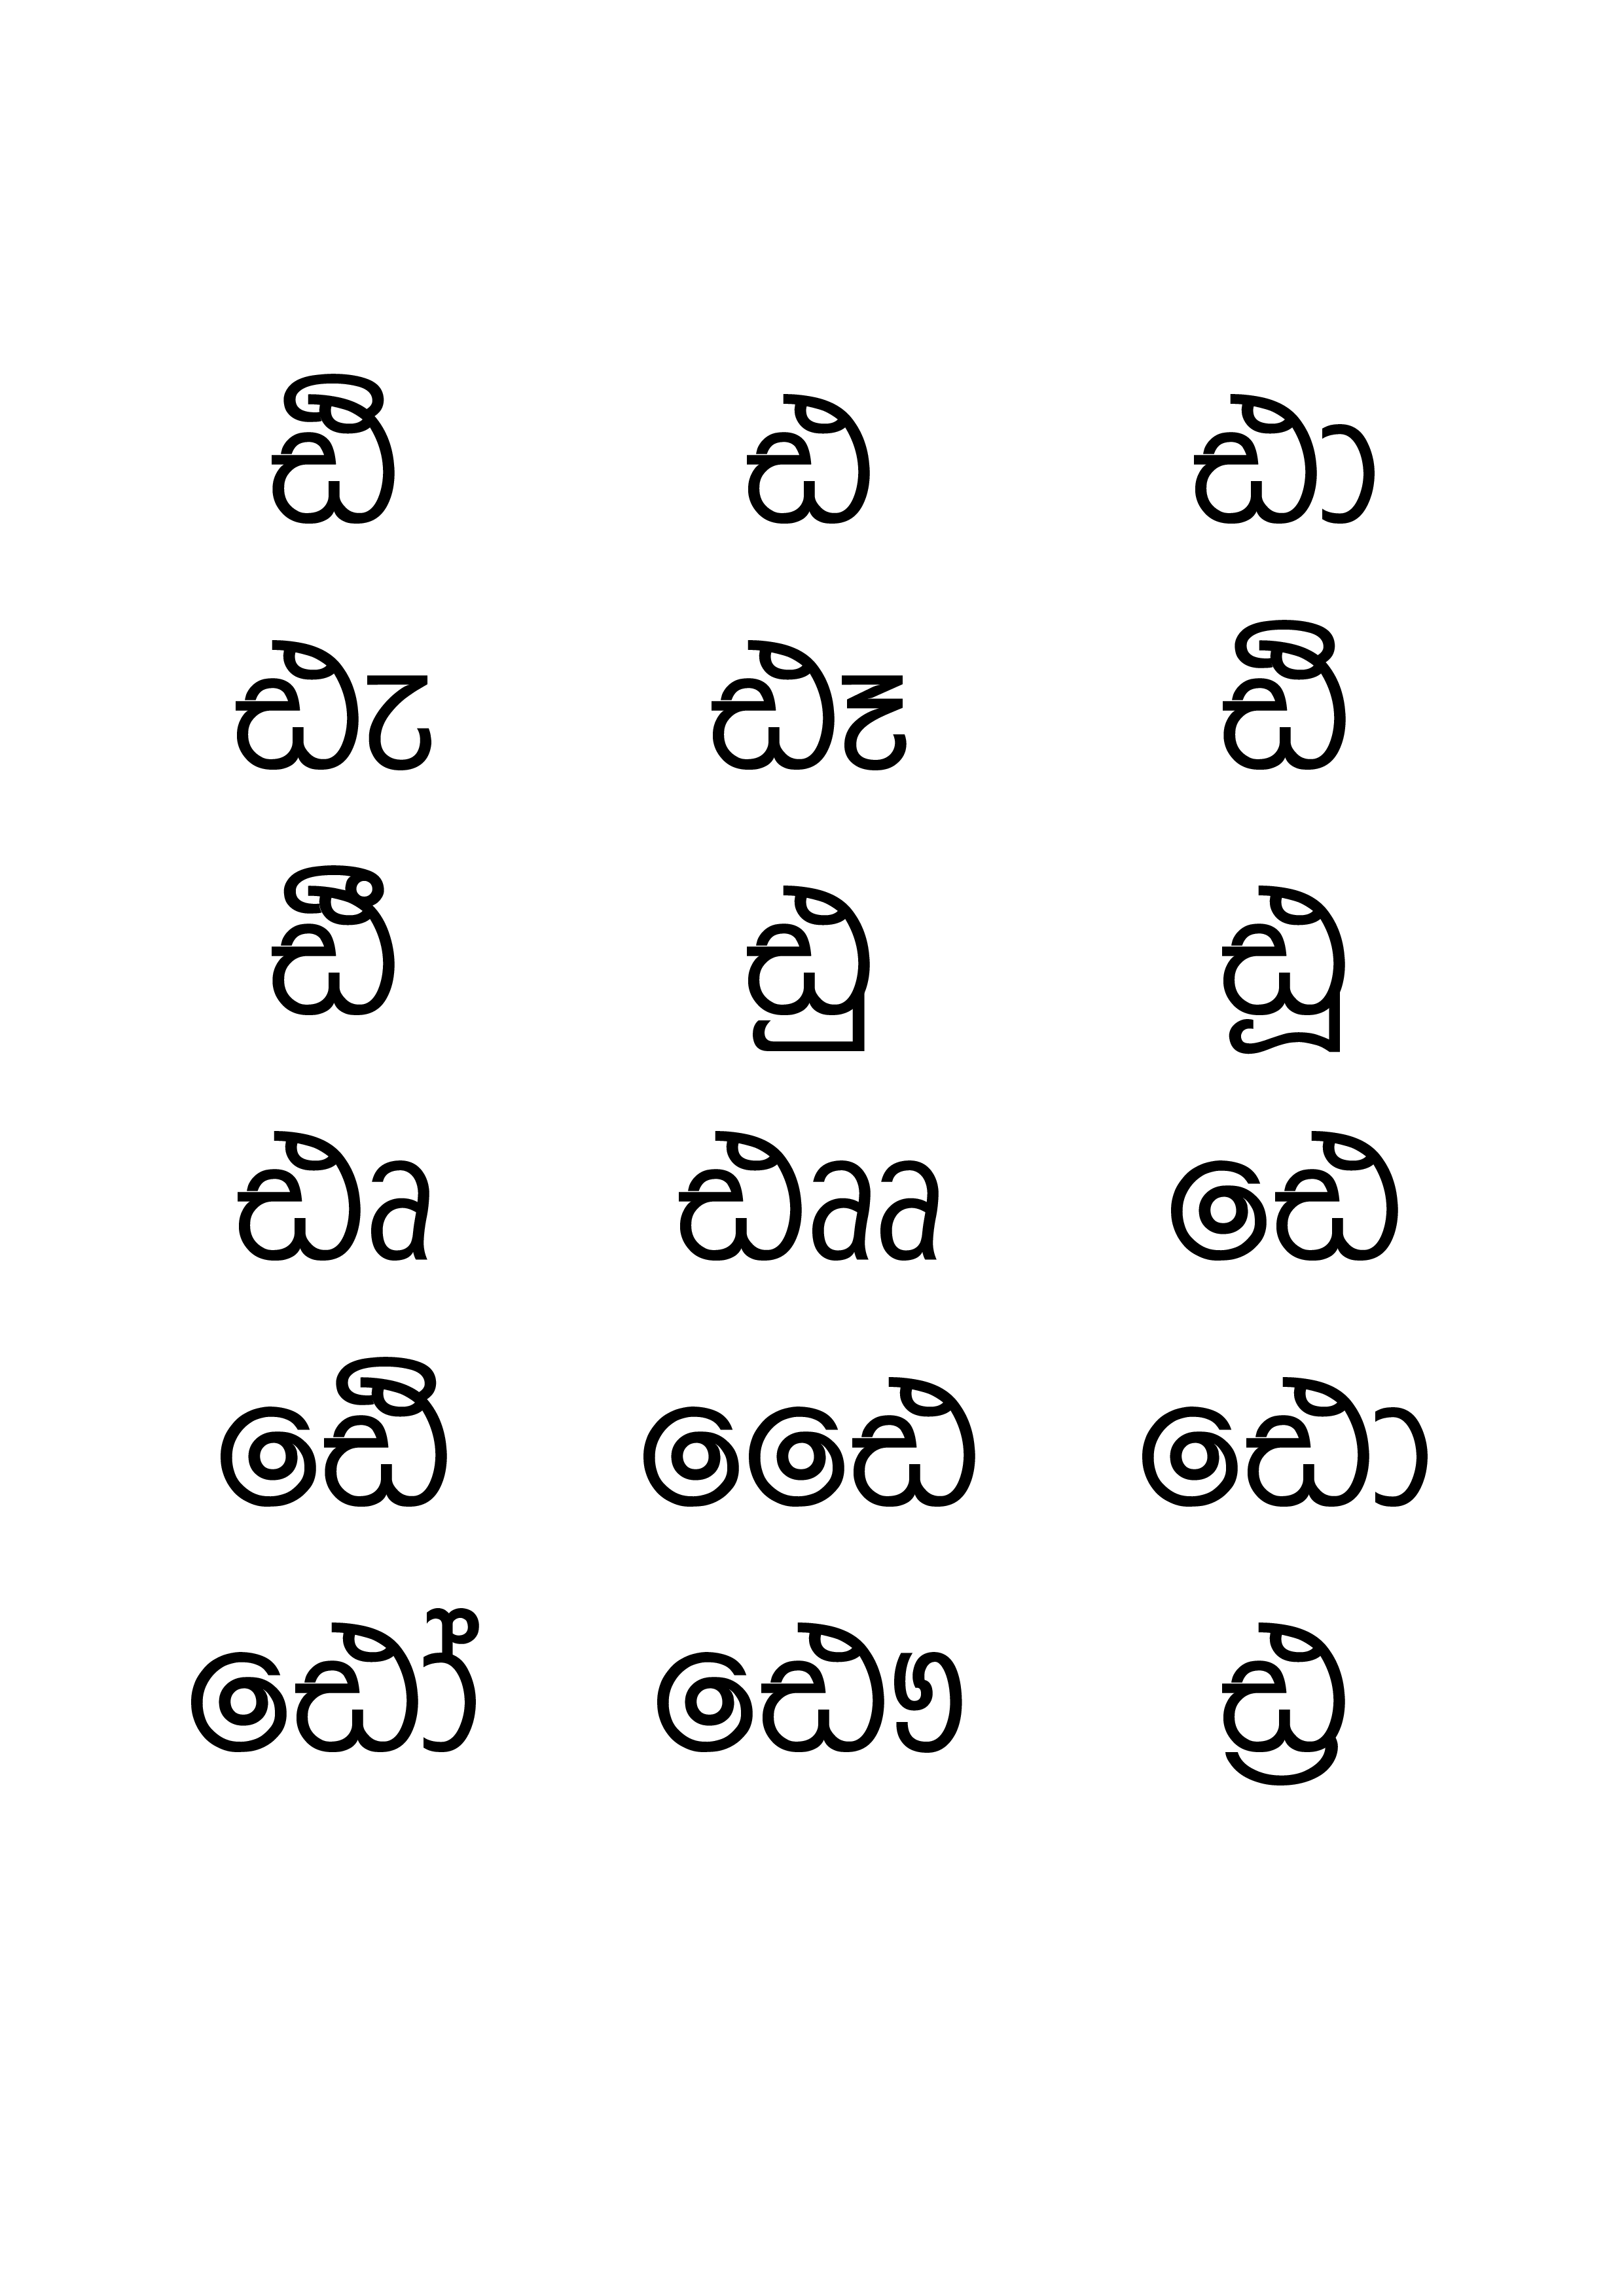 ඩ් ඩ ඩා
ඩැ ඩෑ ඩි
ඩී ඩු ඩූ
ඩෘ ඩෲ ඩෙ
ඩේ ඩෛ ඩො
ඩෝ ඩෞ ඩ්‍ර